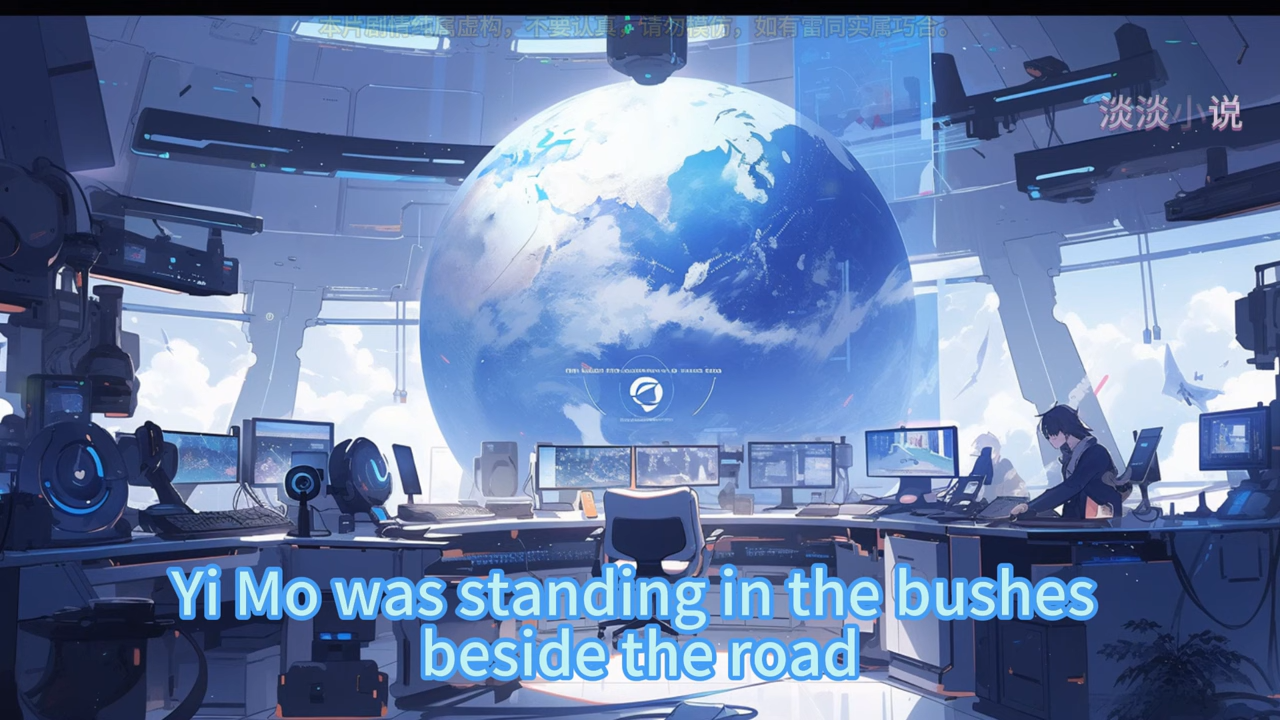 本片剧情纯属虚构，不要认真，请勿模仿，如有雷同实属巧合。
淡淡小说
Yi Mo was standing in the bushes
beside the road